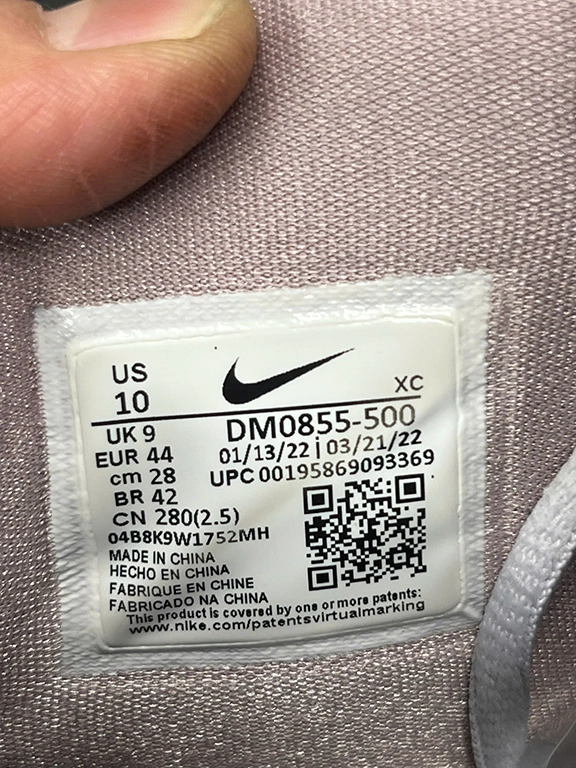 US
10
XC
UK 9
DM0855-500
EUR 44
01/13/22 | 03/21/22
cm 28
UPC 00195869093369
BR 42
CN 280(2.5)
04B8K9W1752MH
MADE IN CHINA
HECHO EN CHINA
FABRIQUE EN CHINE
FABRICADO NA CHINA
This product is covered by one or more patents:
www.nike.com/patentsvirtualmarking